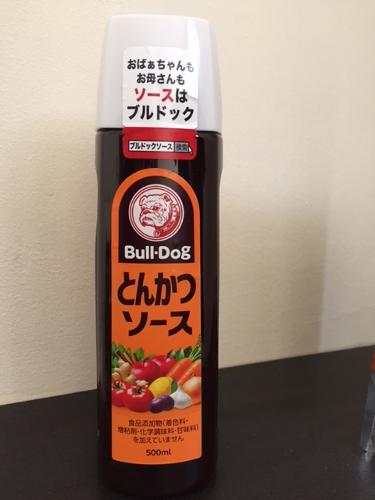 おばぁちゃんも
お母さんも
ソースは
ブルドック
ブルドックソース 検索
Bull-Dog
とんかつ
ソース
食品添加物(着色料・
増粘剤・化学調味料・甘味料)
を加えていません
500ml